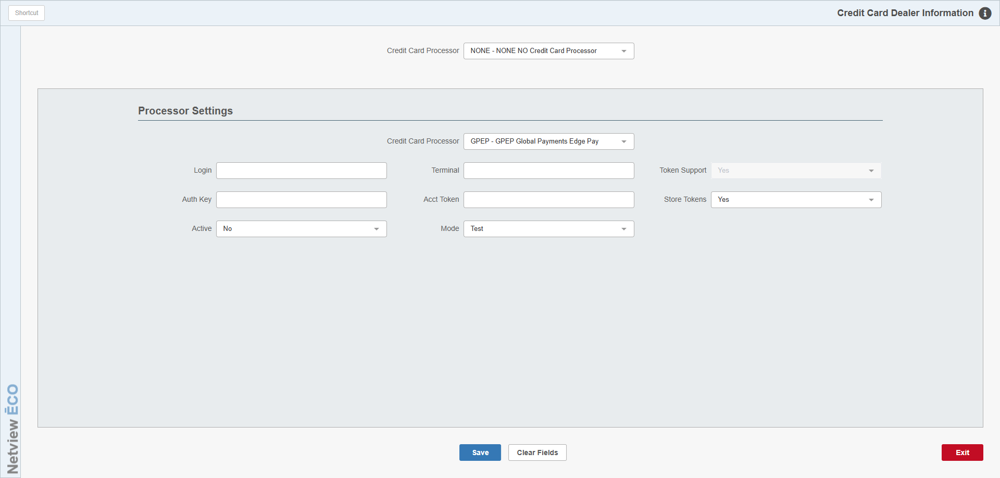 Shortcut
Credit Card Dealer Information
Credit Card Processor NONE - NONE NO Credit Card Processor
Processor Settings
Credit Card Processor GPEP - GPEP Global Payments Edge Pay
Login Terminal Token Support Yes
Auth Key Acct Token Store Tokens Yes
Active No Mode Test
Netview ĒCO
Save Clear Fields Exit